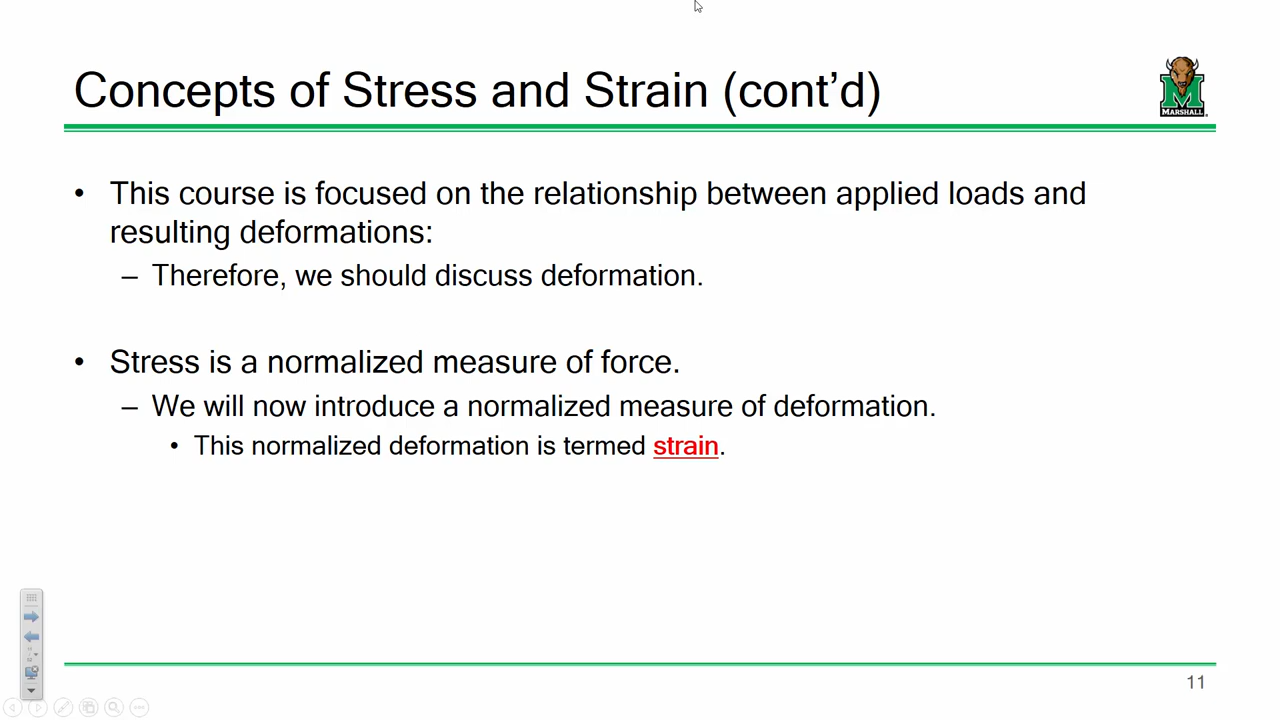 Concepts of Stress and Strain (cont’d)
M
MARSHALL
• This course is focused on the relationship between applied loads and
resulting deformations:
– Therefore, we should discuss deformation.
• Stress is a normalized measure of force.
– We will now introduce a normalized measure of deformation.
• This normalized deformation is termed strain.
11